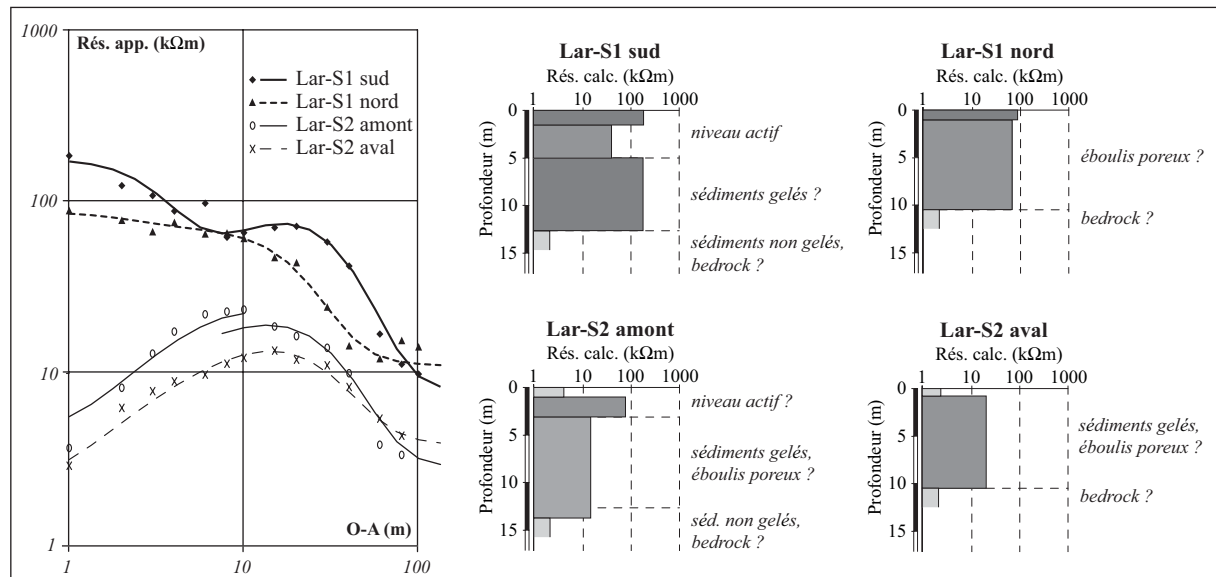 1000
Rés. app. (kΩm)
Lar-S1 sud
Lar-S1 nord
Lar-S2 amont
Lar-S2 aval
100
10
O-A (m)
1
1
10
100
Lar-S1 sud
Rés. calc. (kΩm)
1 10 100 1000
0
5
10
15
Profondeur (m)
niveau actif
sédiments gelés ?
sédiments non gelés,
bedrock ?
Lar-S1 nord
Rés. calc. (kΩm)
1 10 100 1000
0
5
10
15
Profondeur (m)
éboulis poreux ?
bedrock ?
Lar-S2 amont
Rés. calc. (kΩm)
1 10 100 1000
0
5
10
15
Profondeur (m)
niveau actif ?
sédiments gelés,
éboulis poreux ?
séd. non gelés,
bedrock ?
Lar-S2 aval
Rés. calc. (kΩm)
1 10 100 1000
0
5
10
15
Profondeur (m)
sédiments gelés,
éboulis poreux ?
bedrock ?